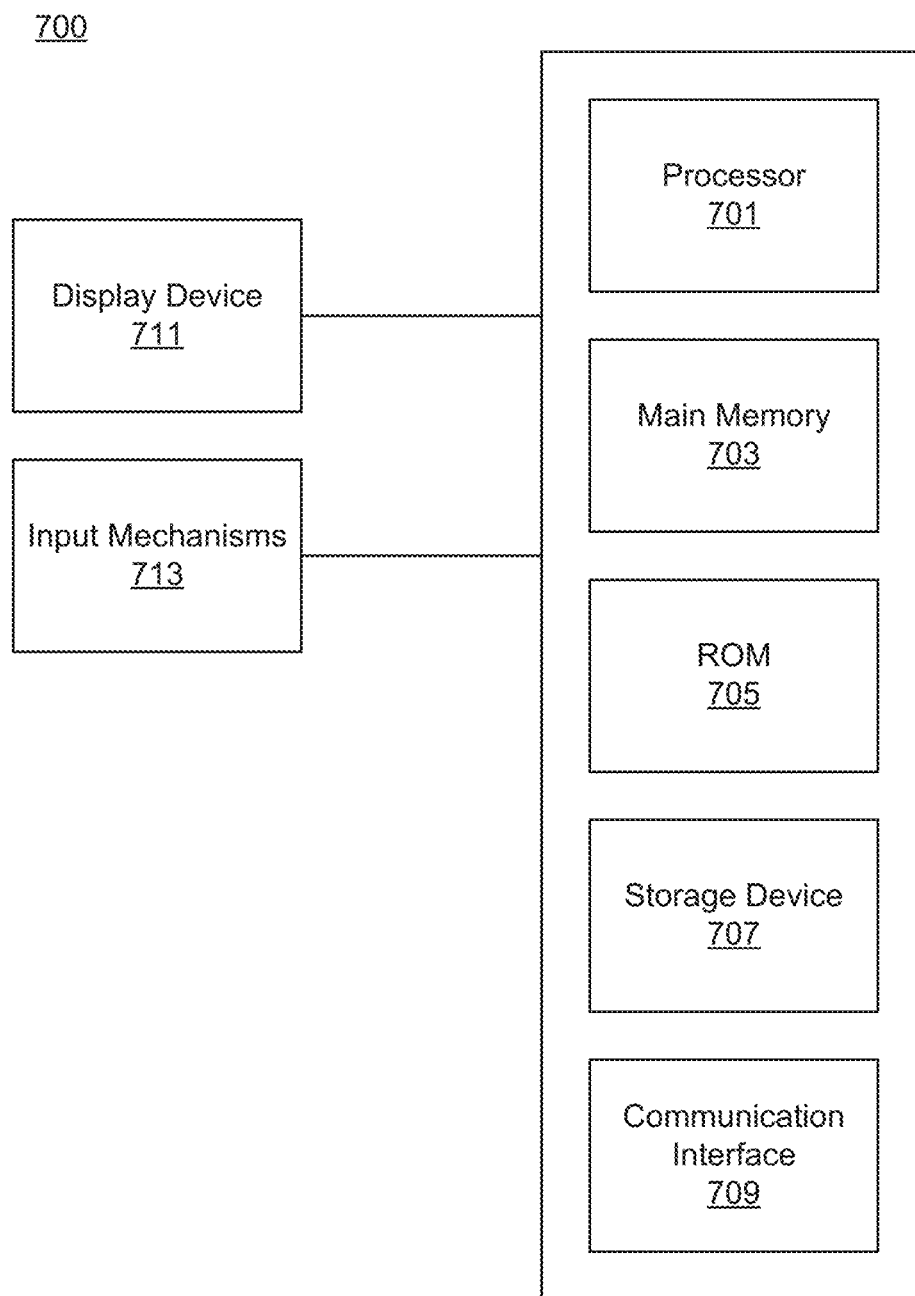 700
Processor
701
Display Device
711
Main Memory
703
Input Mechanisms
713
ROM
705
Storage Device
707
Communication
Interface
709